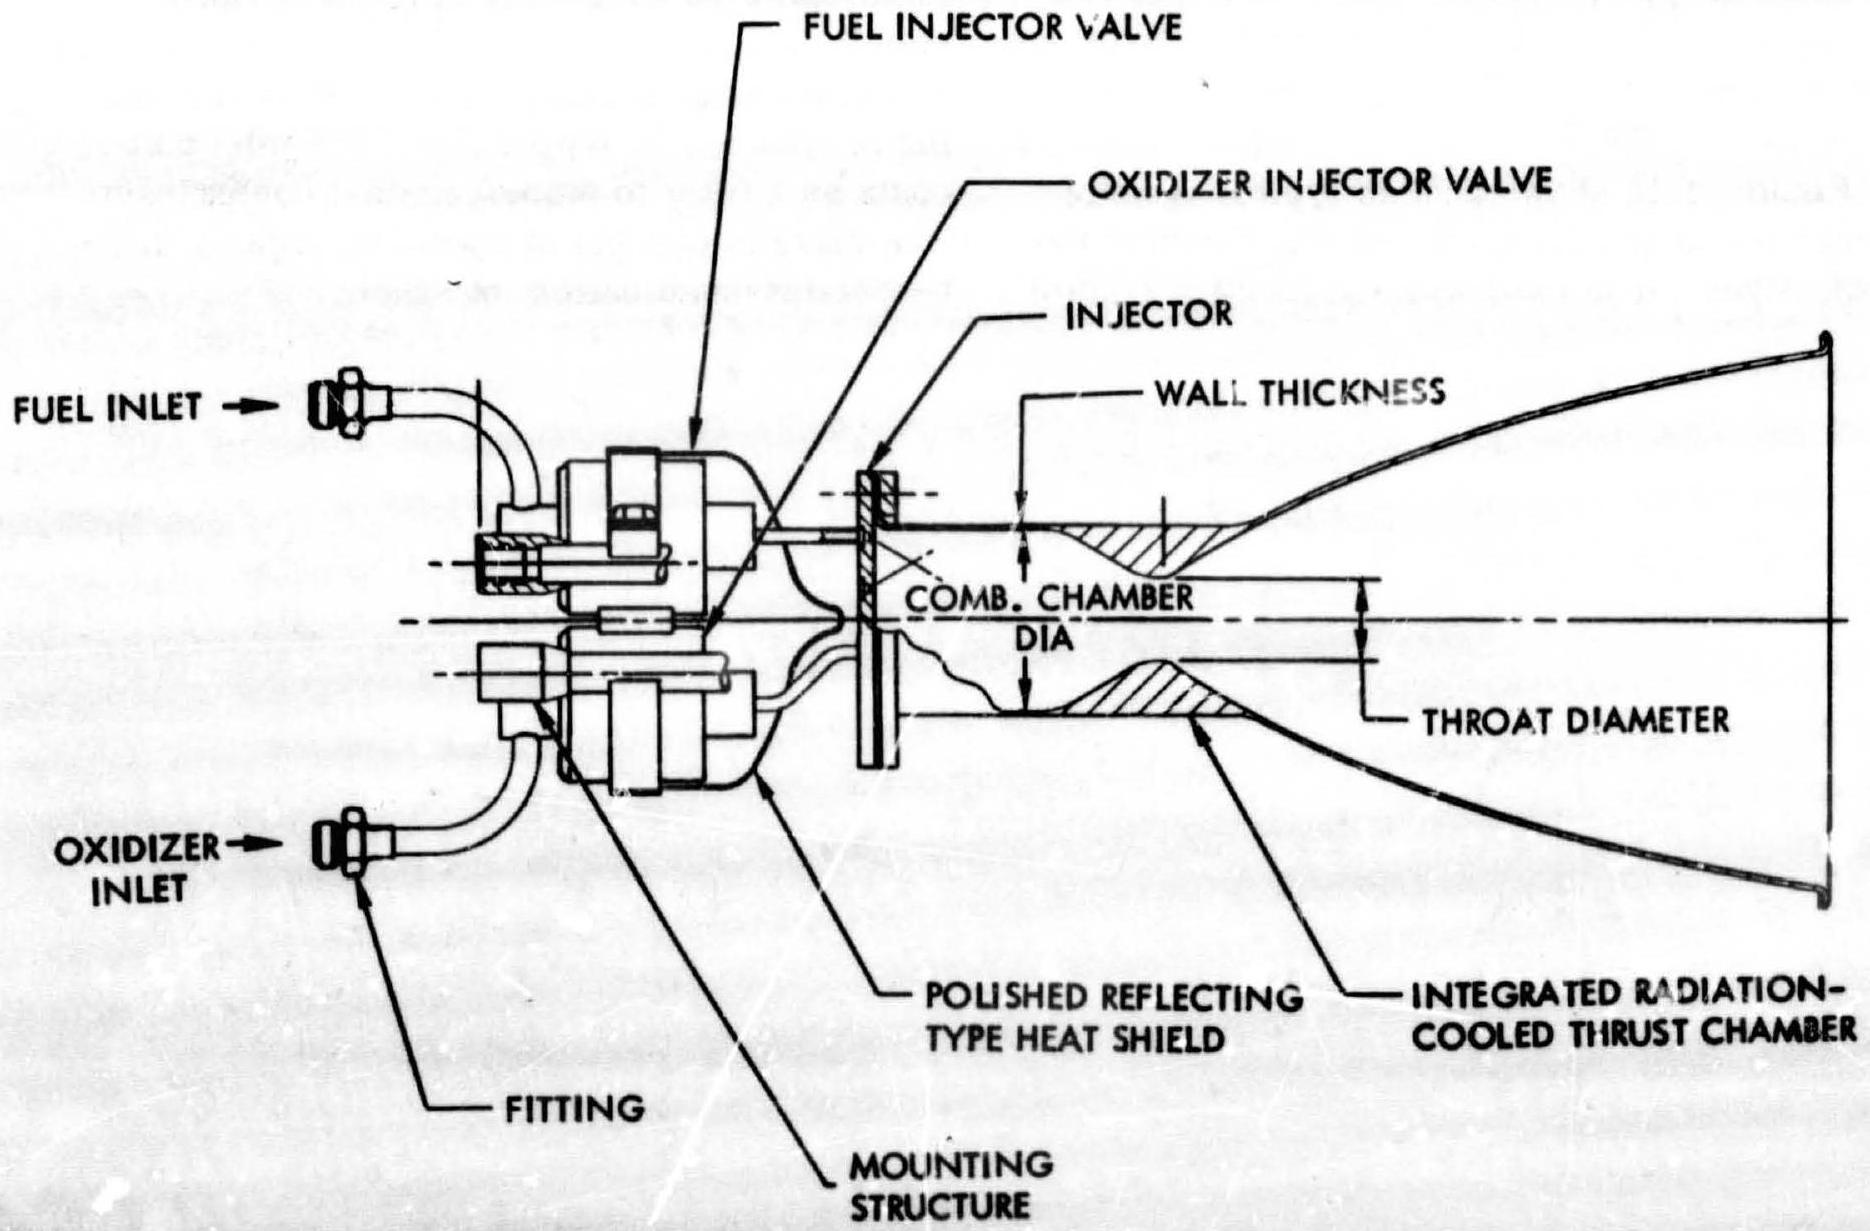 FUEL INJECTOR VALVE
OXIDIZER INJECTOR VALVE
INJECTOR
WALL THICKNESS
FUEL INLET
COMB. CHAMBER
DIA
THROAT DIAMETER
OXIDIZER
INLET
POLISHED REFLECTING
TYPE HEAT SHIELD
INTEGRATED RADIATION-
COOLED THRUST CHAMBER
FITTING
MOUNTING
STRUCTURE